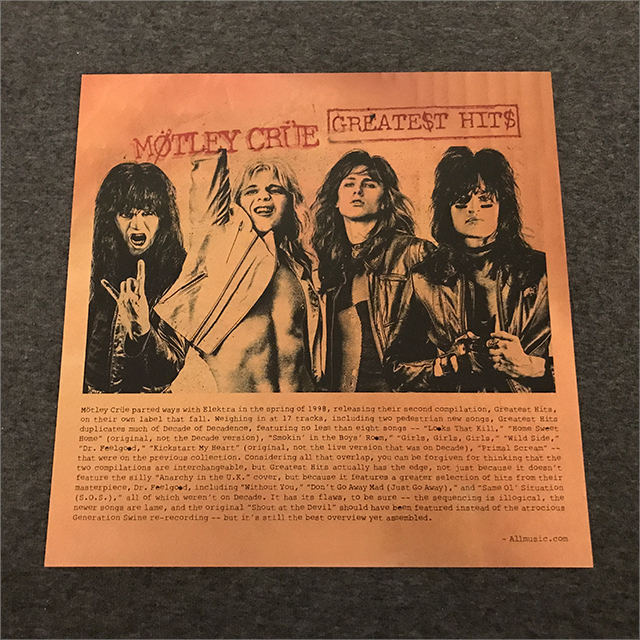 MÖTLEY CRÜE GREATE$T HIT$
Mötley Crüe parted ways with Elektra in the spring of 1998, releasing their second compilation, Greatest Hits,
on their own label that fall. Weighing in at 17 tracks, including two pedestrian new songs, Greatest Hits
duplicates much of Decade of Decadence, featuring no less than eight songs -- "Looks That Kill," "Home Sweet
Home" (original, not the Decade version), "Smokin' in the Boys' Room," "Girls, Girls, Girls," "Wild Side,"
"Dr. Feelgood," "Kickstart My Heart" (original, not the live version that was on Decade), "Primal Scream" --
that were on the previous collection. Considering all that overlap, you can be forgiven for thinking that the
two compilations are interchangeable, but Greatest Hits actually has the edge, not just because it doesn't
feature the silly "Anarchy in the U.K." cover, but because it features a greater selection of hits from their
masterpiece, Dr. Feelgood, including "Without You," "Don't Go Away Mad (Just Go Away)," and "Same Ol' Situation
(S.O.S.)," all of which weren't on Decade. It has its flaws, to be sure -- the sequencing is illogical, the
newer songs are lame, and the original "Shout at the Devil" should have been featured instead of the atrocious
Generation Swine re-recording -- but it's still the best overview yet assembled.
~ Allmusic.com